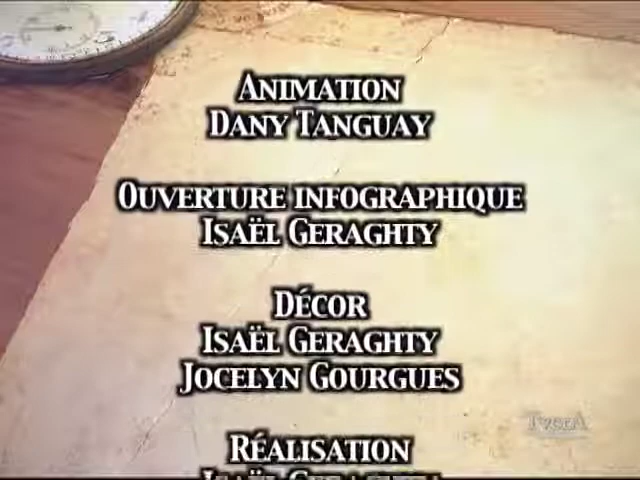 Animation
Dany Tanguay
Ouverture infographique
Isaël Geraghty
Décor
Isaël Geraghty
Jocelyn Gourgues
Réalisation